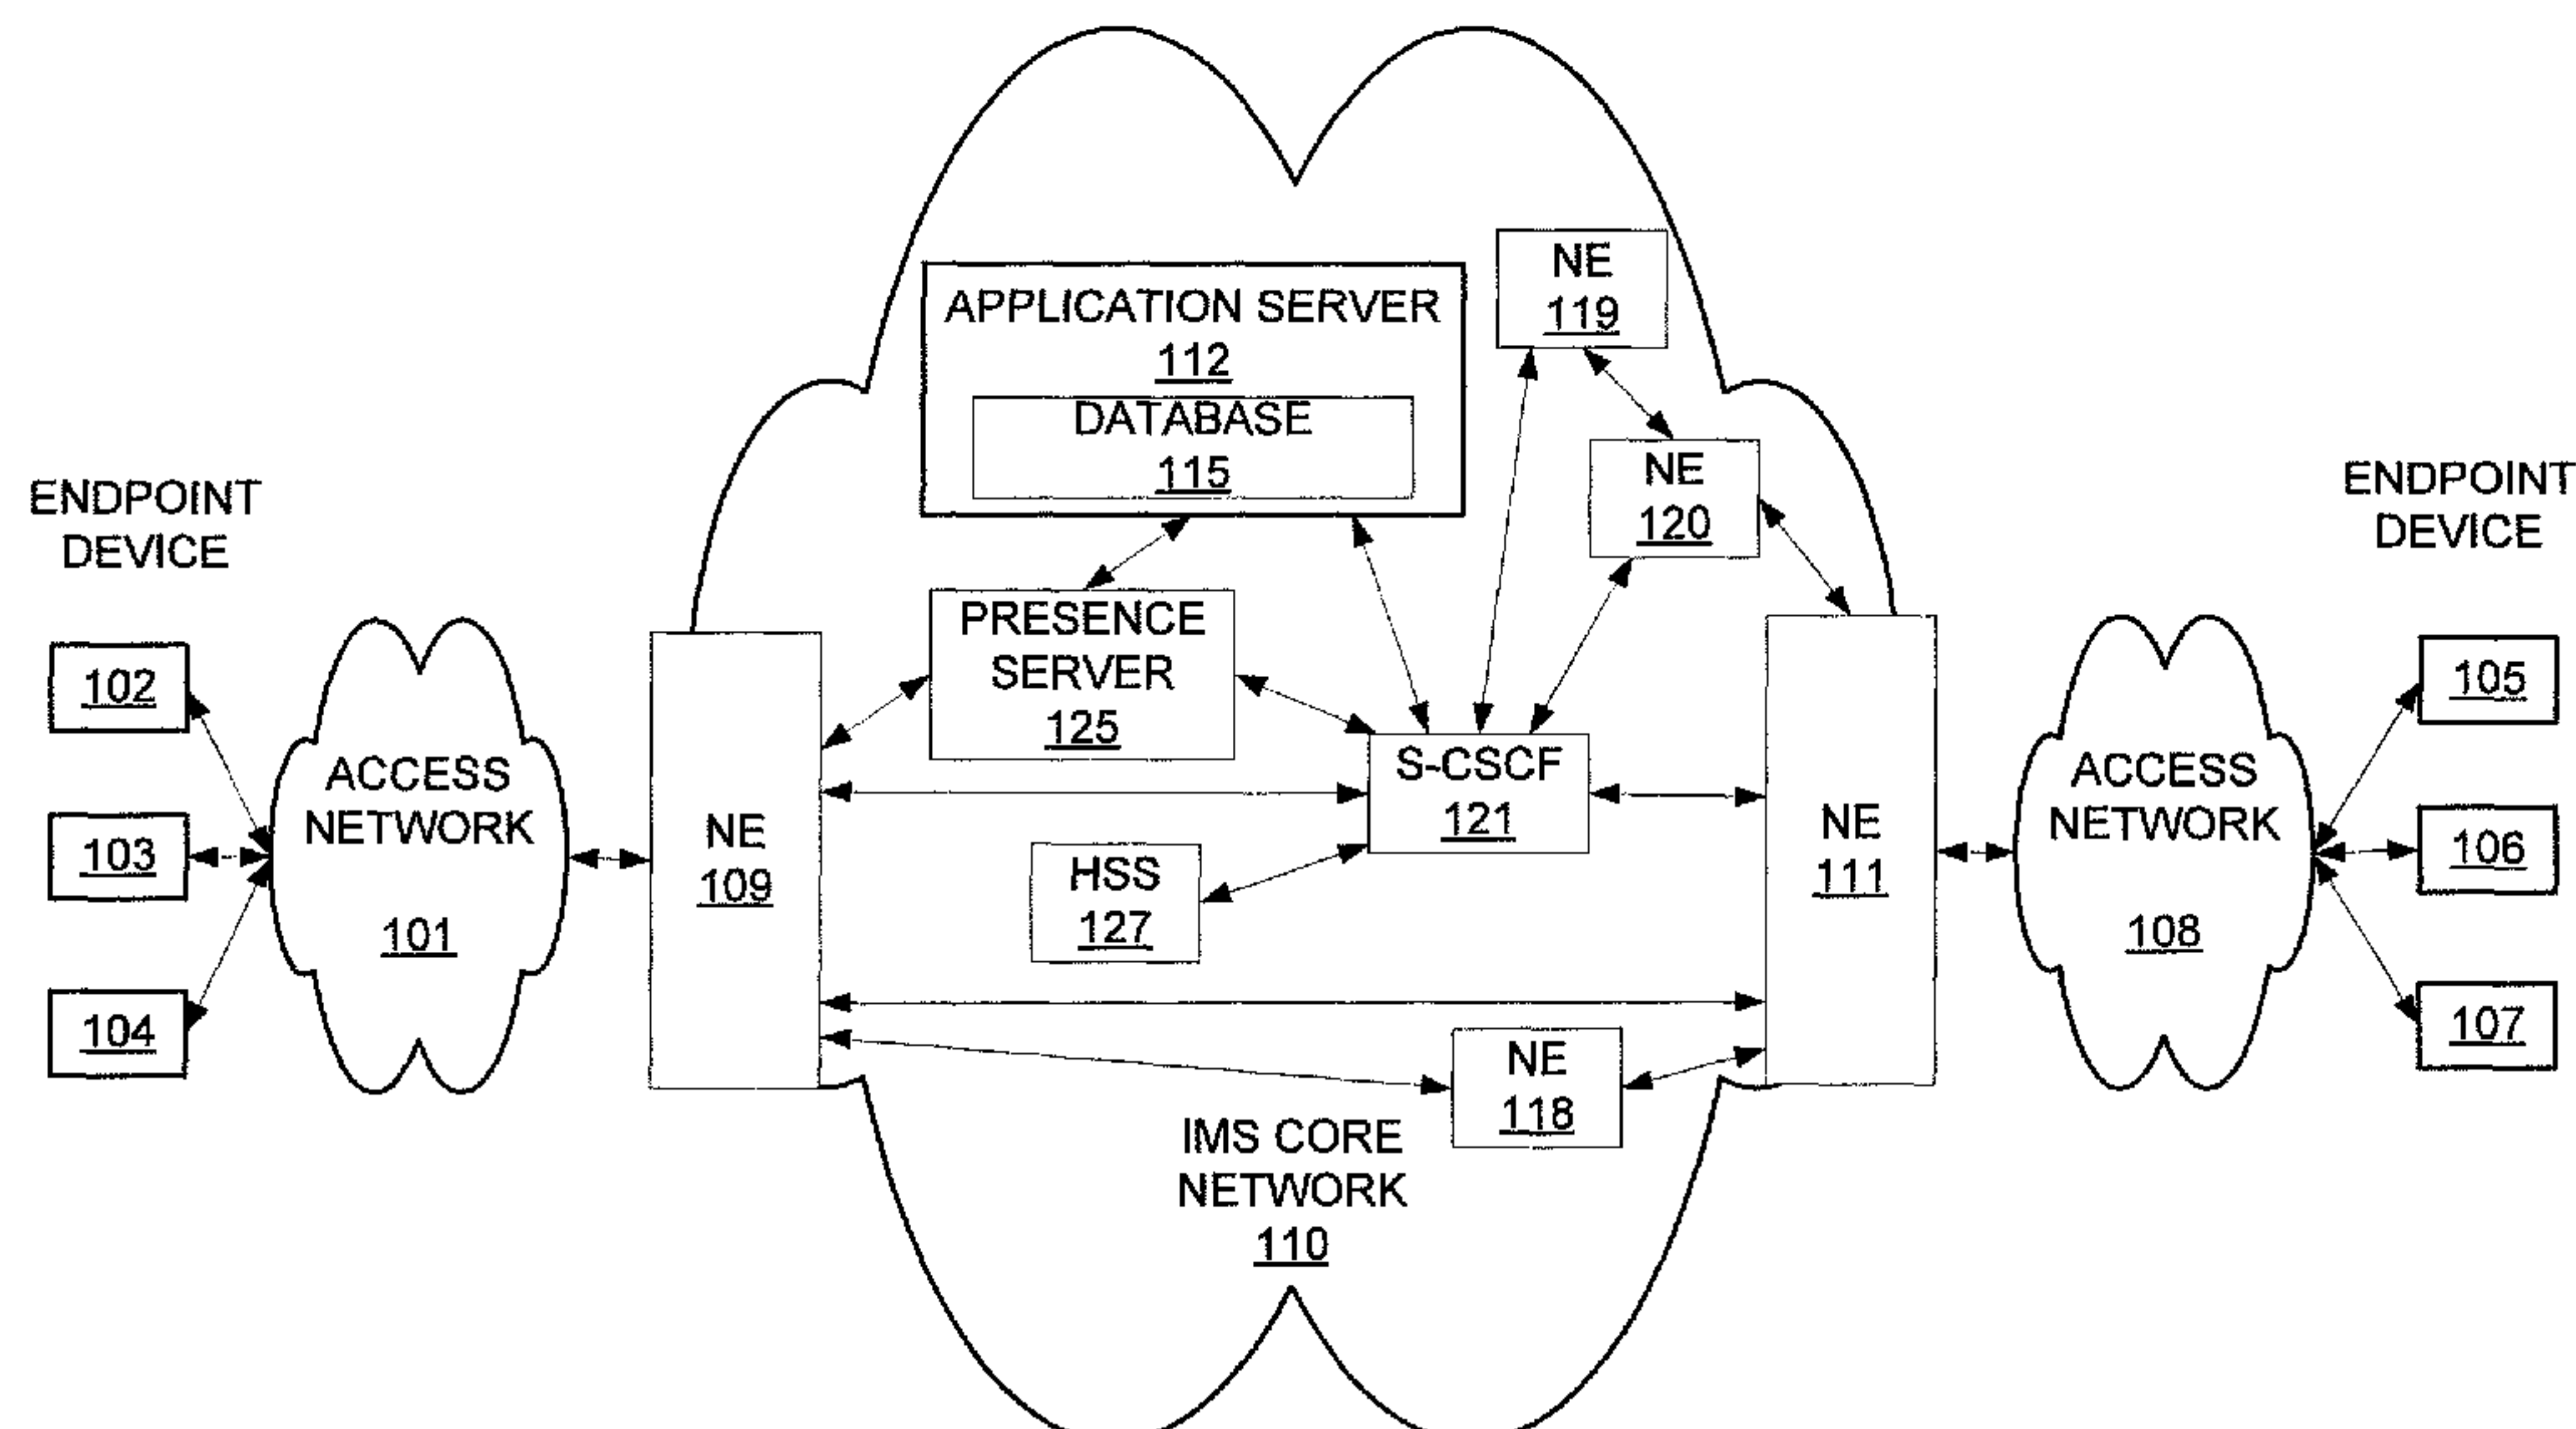 ENDPOINT
DEVICE
102
103
104
ACCESS
NETWORK
101
NE
109
APPLICATION SERVER
112
DATABASE
115
PRESENCE
SERVER
125
NE
119
NE
120
S-CSCF
121
HSS
127
NE
118
IMS CORE
NETWORK
110
NE
111
ACCESS
NETWORK
108
ENDPOINT
DEVICE
105
106
107